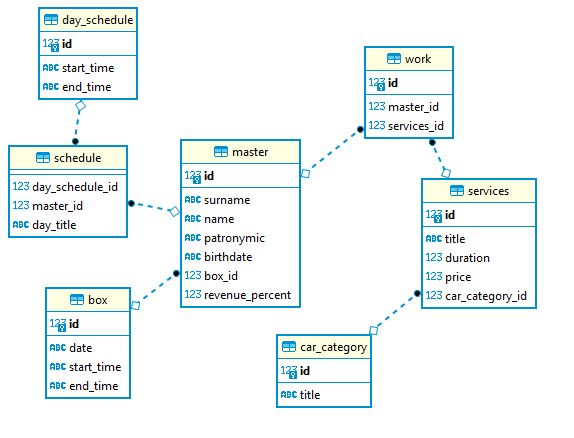 day_schedule
123 id
ABC start_time
ABC end_time
work
123 id
123 master_id
123 services_id
schedule
123 day_schedule_id
123 master_id
ABC day_title
master
123 id
ABC surname
ABC name
ABC patronymic
ABC birthdate
123 box_id
123 revenue_percent
services
123 id
ABC title
123 duration
123 price
123 car_category_id
box
123 id
ABC date
ABC start_time
ABC end_time
car_category
123 id
ABC title